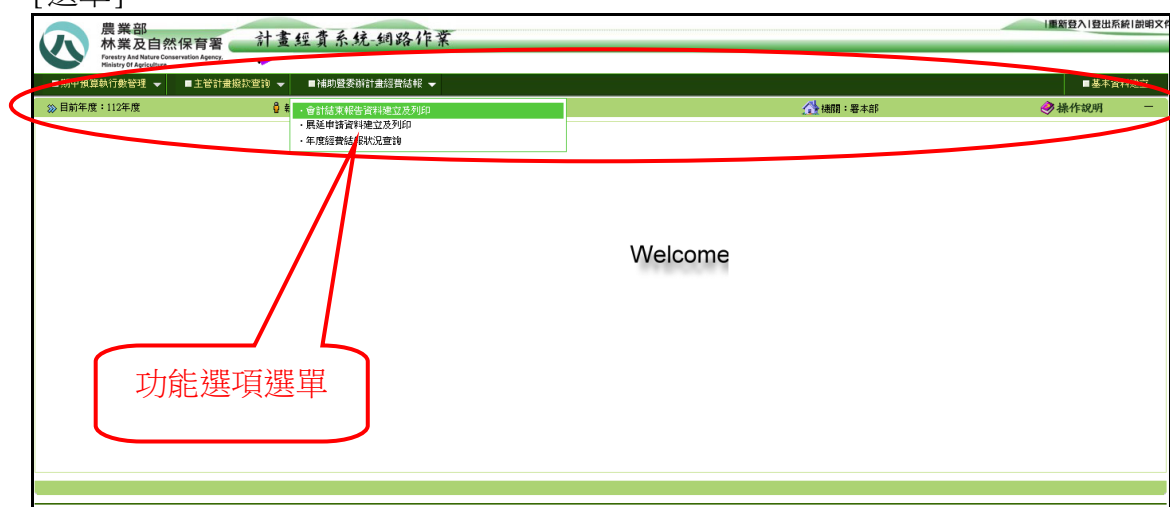 [選單]
農業部
林業及自然保育署
Forestry And Nature Conservation Agency,
Ministry Of Agriculture
計畫經費系統-網路作業
|重新登入|登出系統|說明文件
■期中預算執行數管理 ■主管計畫撥款查詢 ■補助暨委辦計畫經費結報 ■基本資料建立
目前年度：112年度 機關：署本部 操作說明
・會計結束報告資料建立及列印
・展延申請資料建立及列印
・年度經費結報狀況查詢
Welcome
功能選項選單